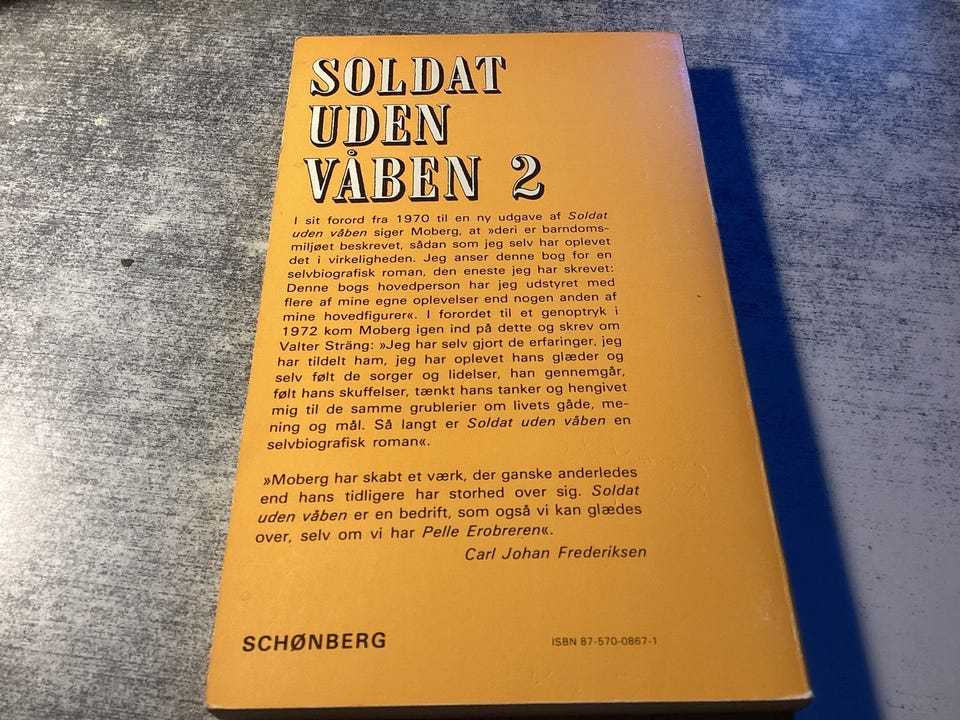 SOLDAT
UDEN
VÅBEN 2
I sit forord fra 1970 til en ny udgave af Soldat
uden våben siger Moberg, at »deri er barndoms-
miljøet beskrevet, sådan som jeg selv har oplevet
det i virkeligheden. Jeg anser denne bog for en
selvbiografisk roman, den eneste jeg har skrevet:
Denne bogs hovedperson har jeg udstyret med
flere af mine egne oplevelser end nogen anden af
mine hovedfigurer«. I forordet til et genoptryk i
1972 kom Moberg igen ind på dette og skrev om
Valter Sträng: »Jeg har selv gjort de erfaringer, jeg
har tildelt ham, jeg har oplevet hans glæder og
selv følt de sorger og lidelser, han gennemgår,
følt hans skuffelser, tænkt hans tanker og hengivet
mig til de samme grublerier om livets gåde, me-
ning og mål. Så langt er Soldat uden våben en
selvbiografisk roman«.
»Moberg har skabt et værk, der ganske anderledes
end hans tidligere har storhed over sig. Soldat
uden våben er en bedrift, som også vi kan glædes
over, selv om vi har Pelle Erobreren«.
Carl Johan Frederiksen
SCHØNBERG
ISBN 87-570-0867-1